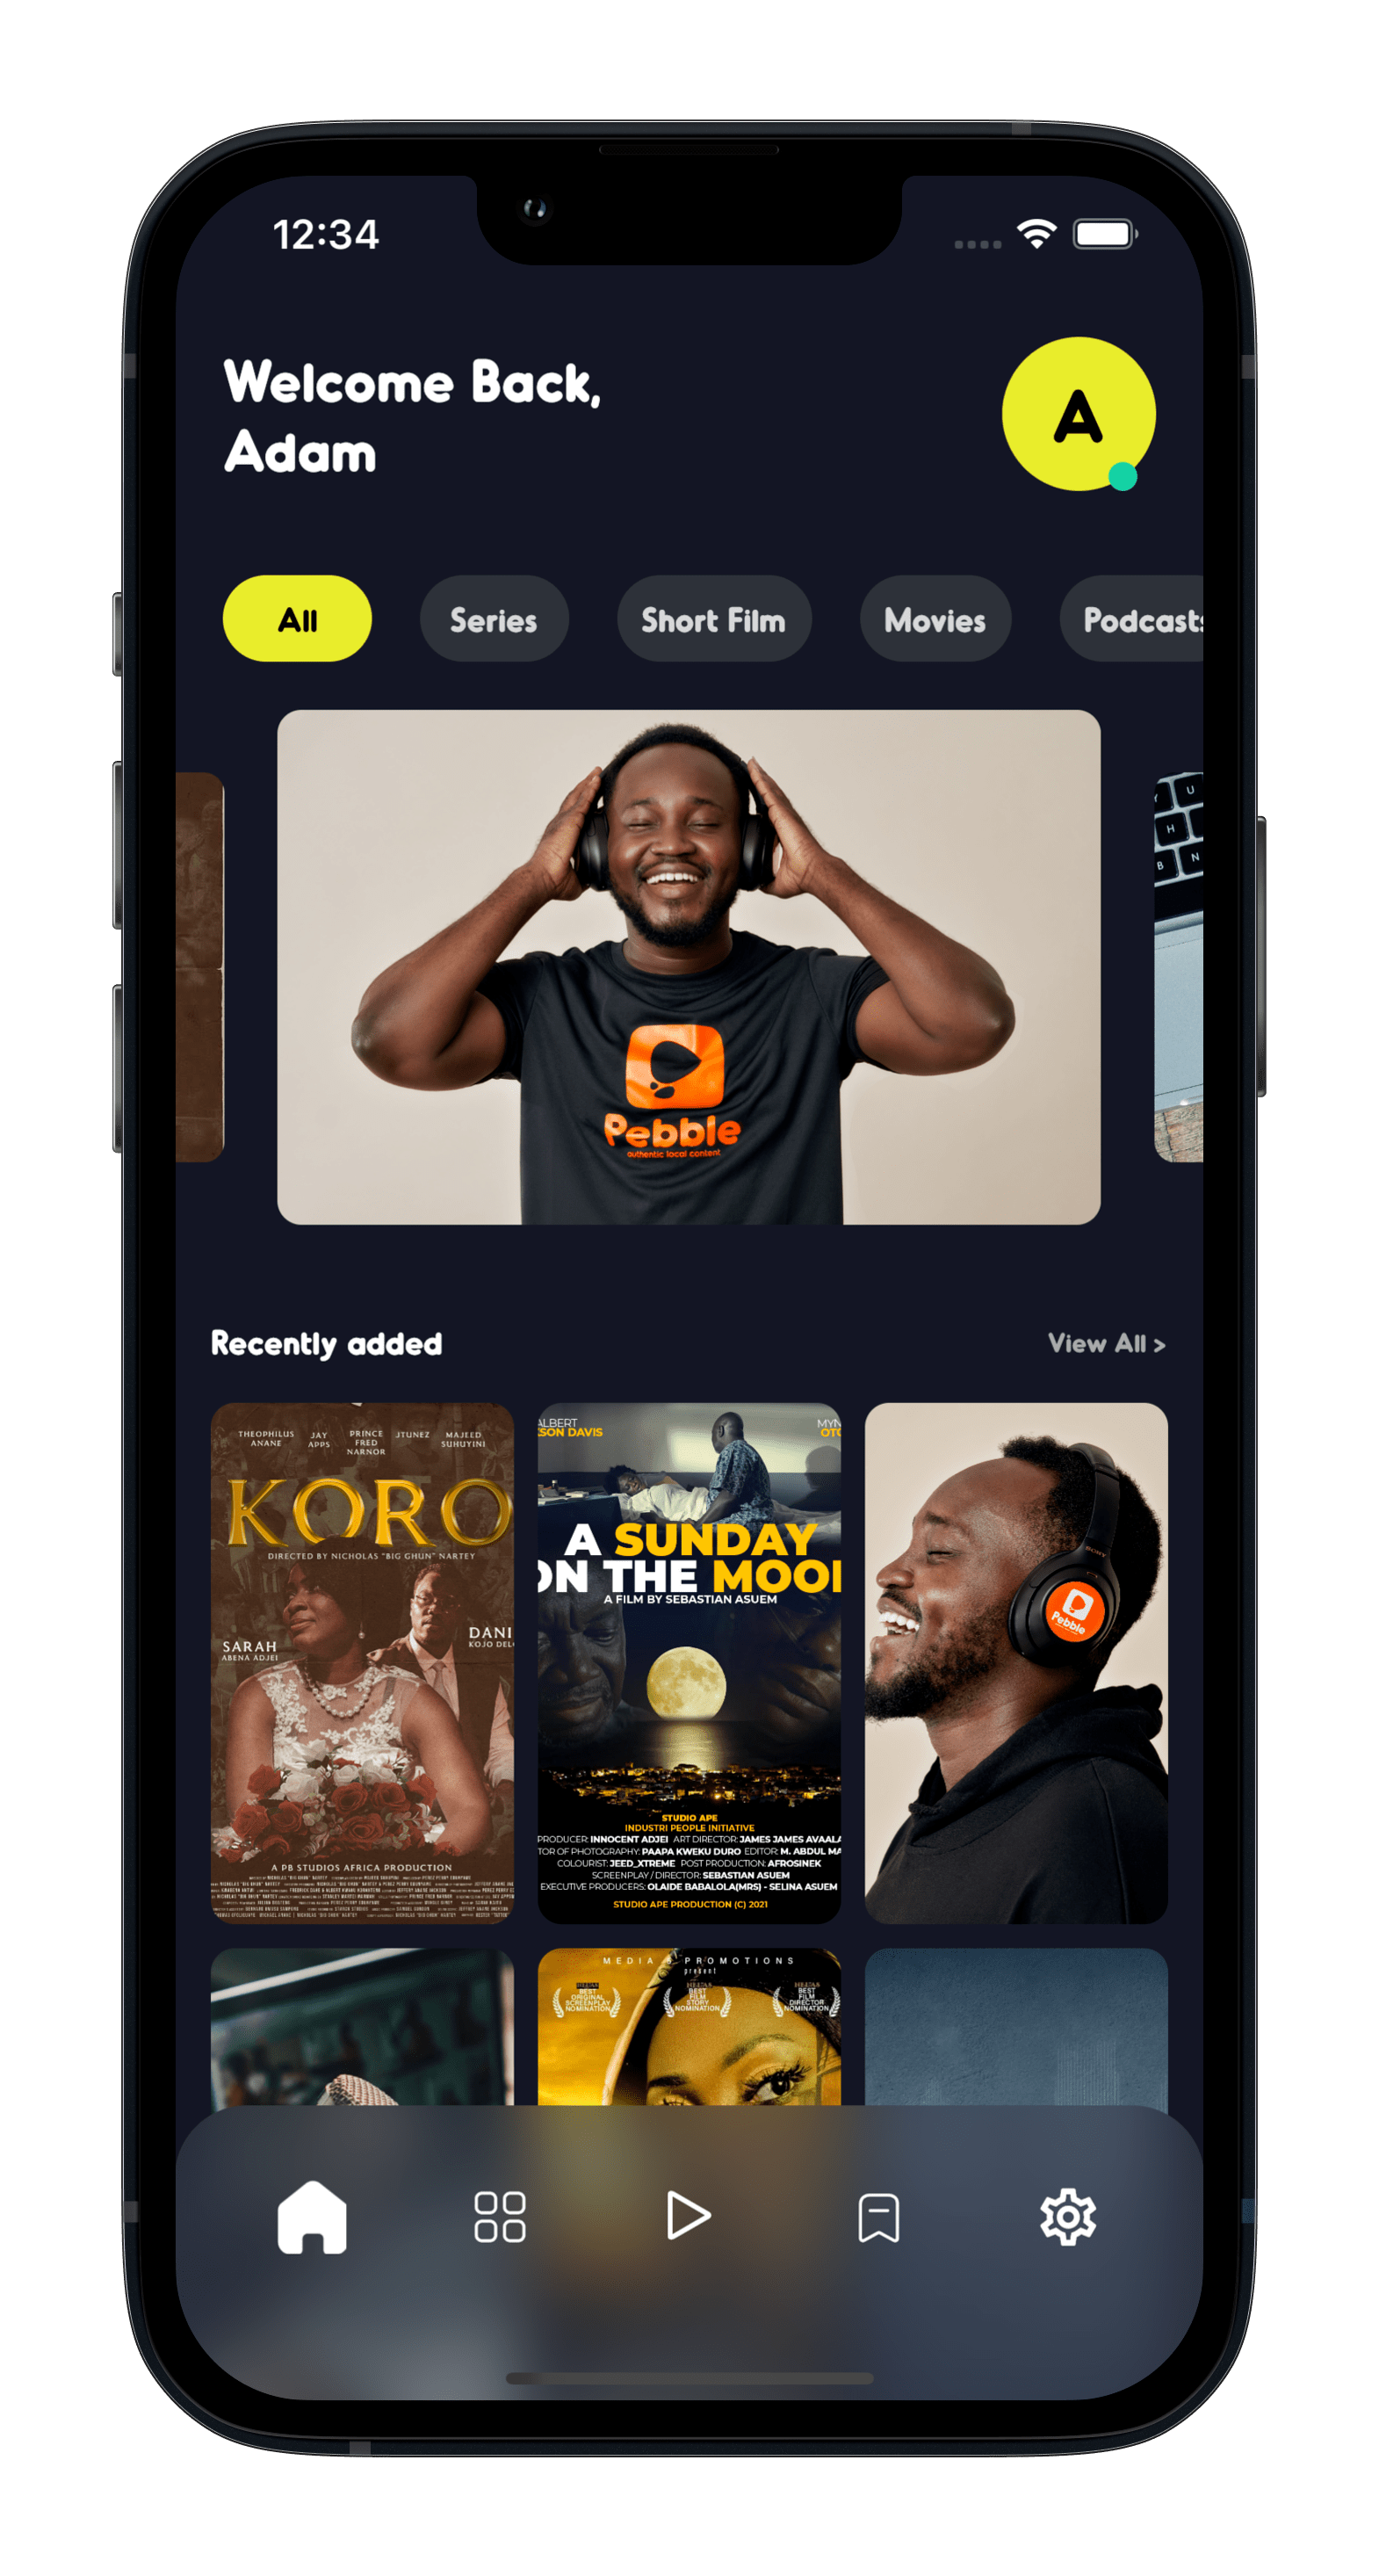 12:34
Welcome Back,
Adam
A
All
Series
Short Film
Movies
Podcasts
Y U
H
B N
Pebble
authentic local content
Recently added
View All >
THEOPHILUS
ANANE
JAY
APPS
PRINCE
FRED
NARNOR
JTUNEZ
MAJEED
SUHUYINI
KORO
DIRECTED BY NICHOLAS "BIG GHUN" NARTEY
SARAH
ABENA ADJEI
DANI
KOJO DEL
A PB STUDIOS AFRICA PRODUCTION
ALBERT
SON DAVIS
MYN
OTO
A SUNDAY
ON THE MOON
A FILM BY SEBASTIAN ASUEM
STUDIO APE
INDUSTRI PEOPLE INITIATIVE
PRODUCER: INNOCENT ADJEI ART DIRECTOR: JAMES JAMES AVAALA
TOR OF PHOTOGRAPHY: PAAPA KWEKU DURO EDITOR: M. ABDUL MA
COLOURIST: JEED_XTREME POST PRODUCTION: AFROSINEK
SCREENPLAY / DIRECTOR: SEBASTIAN ASUEM
EXECUTIVE PRODUCERS: OLAIDE BABALOLA(MRS) - SELINA ASUEM
STUDIO APE PRODUCTION (C) 2021
SONY
Pebble
MEDIA & PROMOTIONS
present
BEST
ORIGINAL
SCREENPLAY
NOMINATION
BEST
FILM
STORY
NOMINATION
BEST
FILM
DIRECTOR
NOMINATION